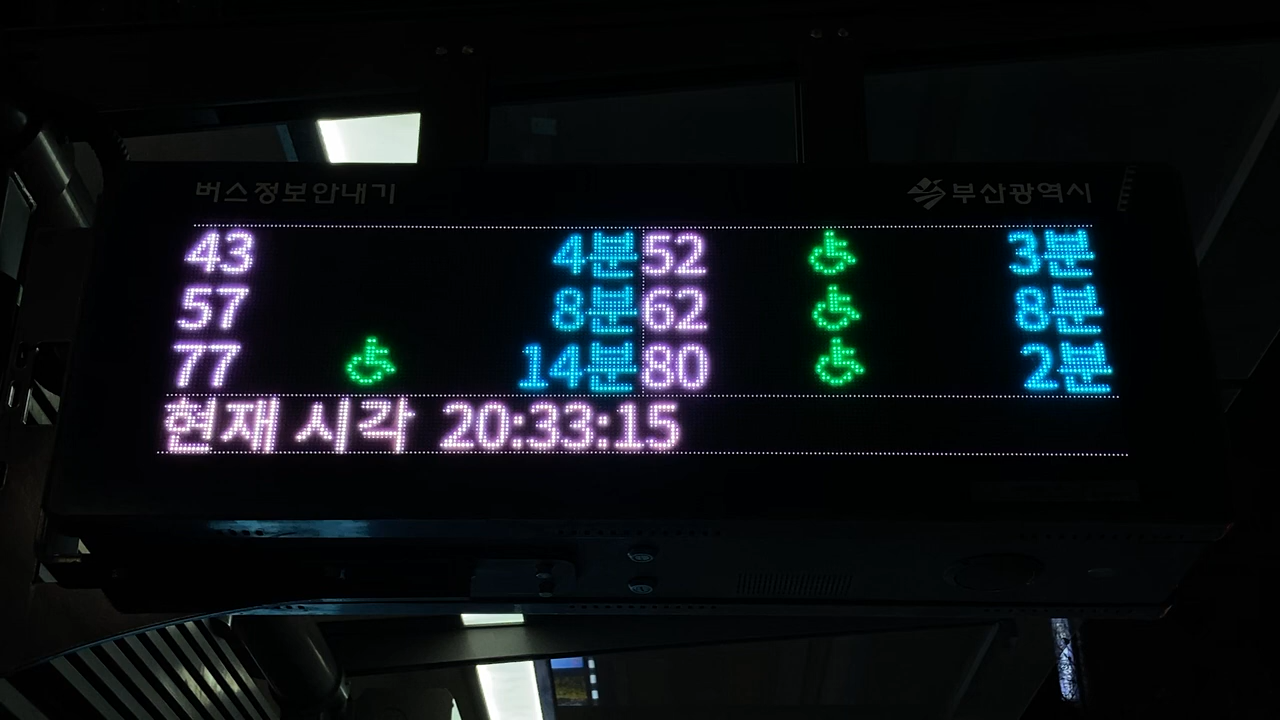 버스정보안내기 부산광역시
43 4분 52 3분
57 8분 62 8분
77 14분 80 2분
현재 시각 20:33:15